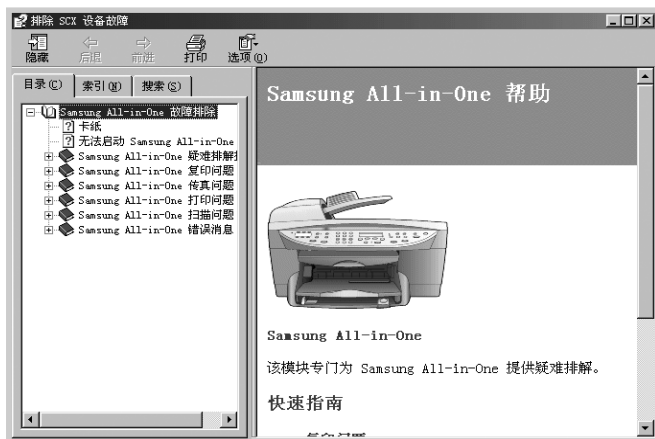 排除 SCX 设备故障
隐藏 后退 前进 打印 选项(O)
目录(C) 索引(N) 搜索(S)
Samsung All-in-One 故障排除
卡纸
无法启动 Samsung All-in-One
Samsung All-in-One 疑难排解
Samsung All-in-One 复印问题
Samsung All-in-One 传真问题
Samsung All-in-One 打印问题
Samsung All-in-One 扫描问题
Samsung All-in-One 错误消息
Samsung All-in-One 帮助
Samsung All-in-One
该模块专门为 Samsung All-in-One 提供疑难排解。
快速指南
复印问题